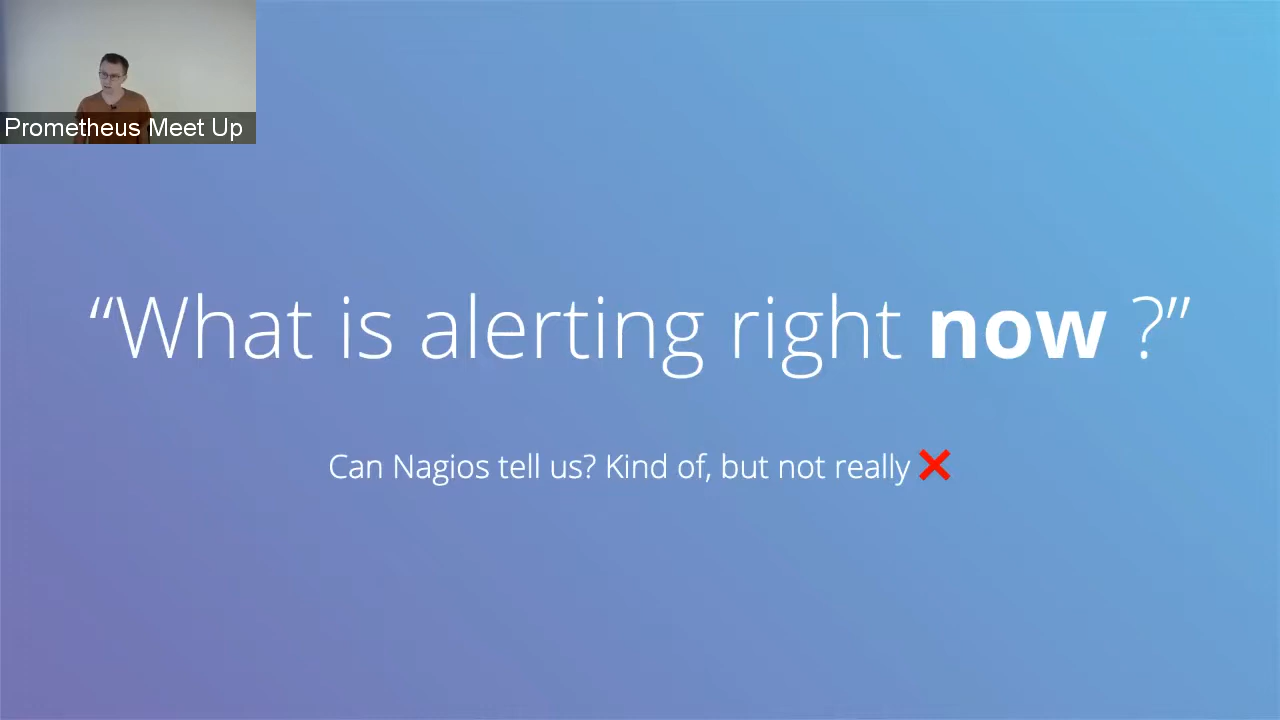 Prometheus Meet Up
“What is alerting right now ?”
Can Nagios tell us? Kind of, but not really ❌